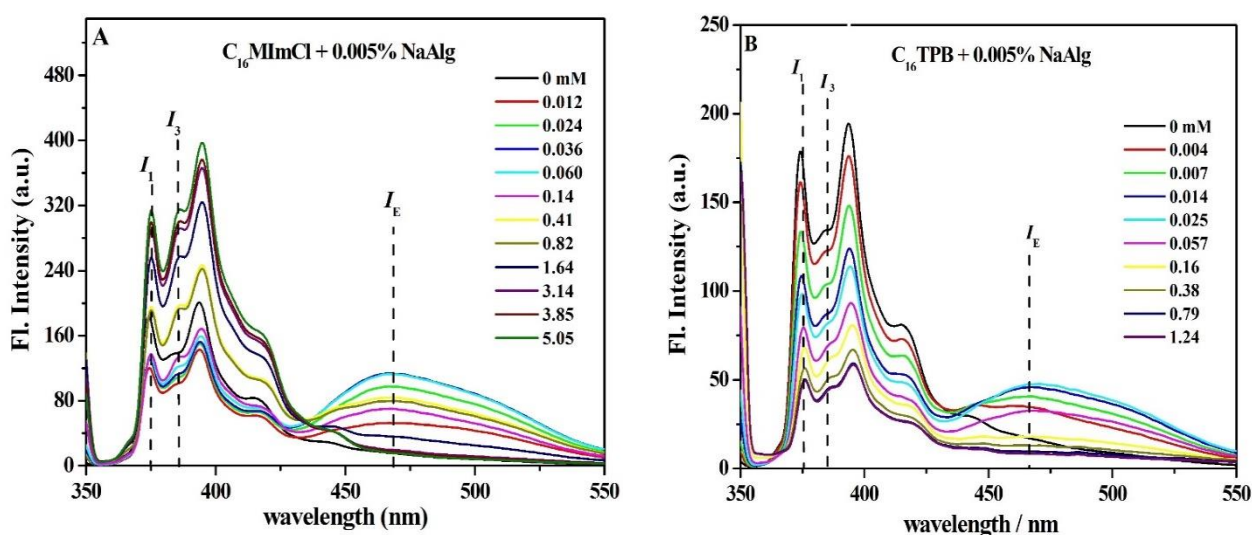 A
C16MImCl + 0.005% NaAlg
I1
I3
IE
0 mM
0.012
0.024
0.036
0.060
0.14
0.41
0.82
1.64
3.14
3.85
5.05
Fl. Intensity (a.u.)
480
400
320
240
160
80
0
350
400
450
500
550
wavelength (nm)
B
C16TPB + 0.005% NaAlg
I1
I3
IE
0 mM
0.004
0.007
0.014
0.025
0.057
0.16
0.38
0.79
1.24
Fl. Intensity (a.u.)
250
200
150
100
50
0
350
400
450
500
550
wavelength / nm